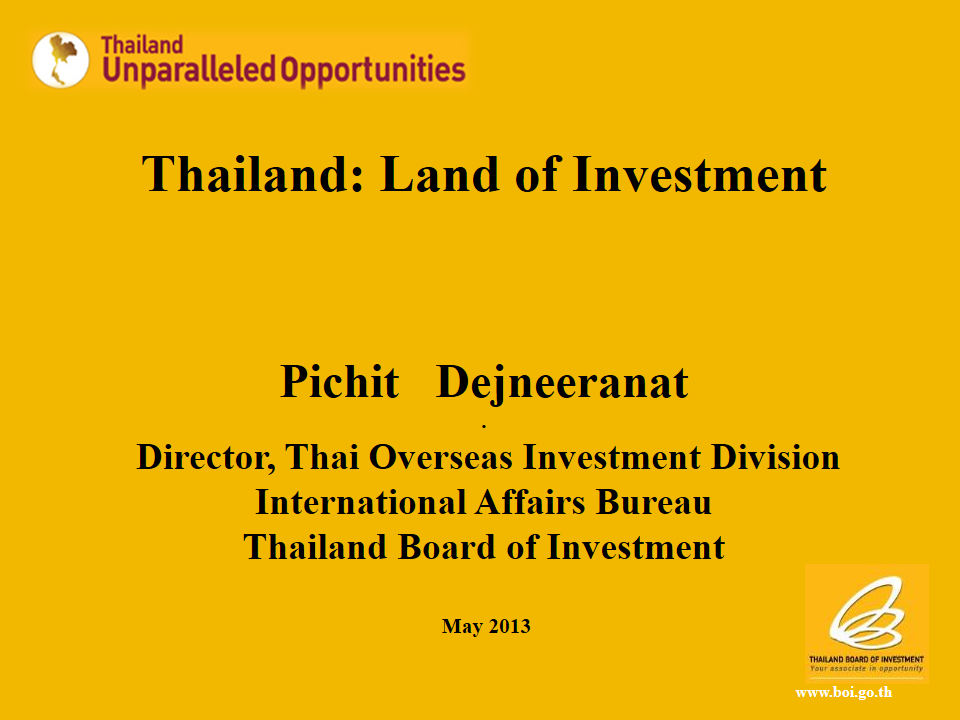 Thailand
Unparalleled Opportunities
Thailand: Land of Investment
Pichit Dejneeranat
.
Director, Thai Overseas Investment Division
International Affairs Bureau
Thailand Board of Investment
May 2013
THAILAND BOARD OF INVESTMENT
Your associate in opportunity
www.boi.go.th